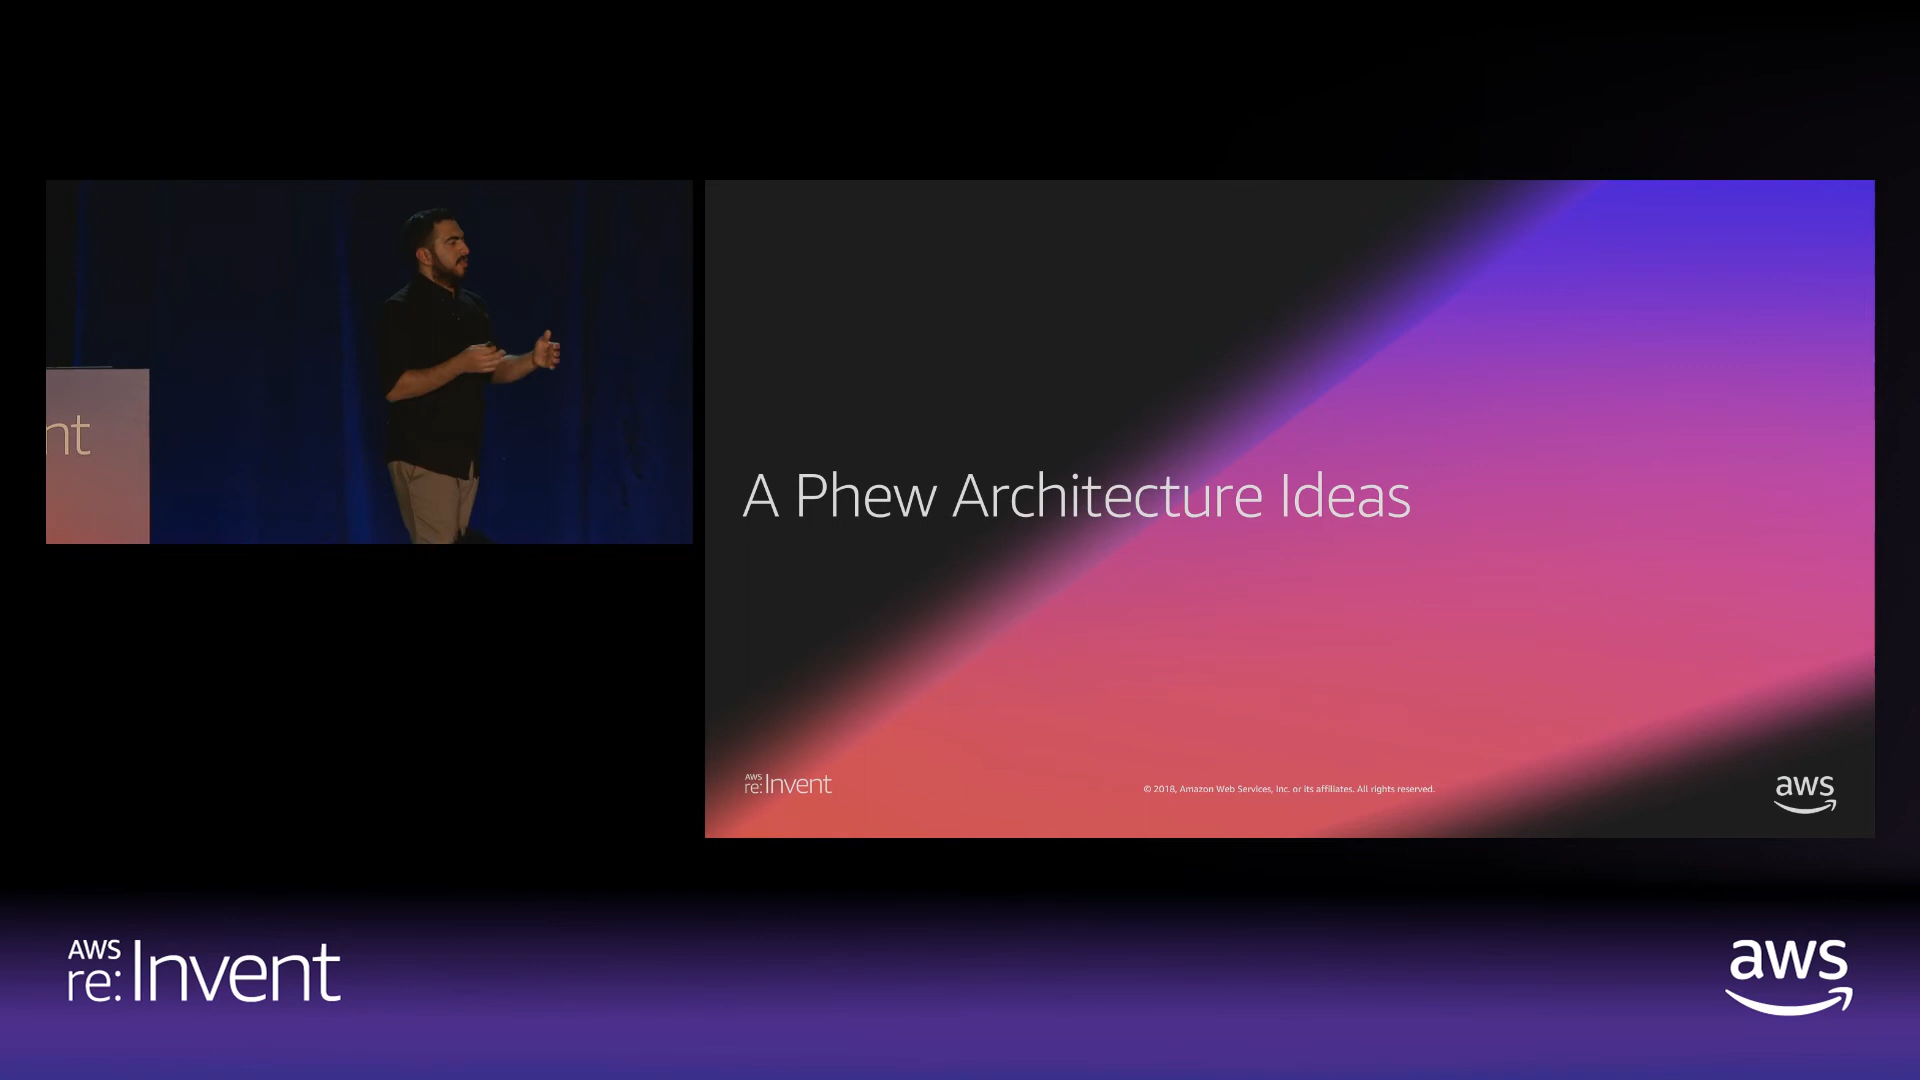 nt
A Phew Architecture Ideas
AWS
re:Invent
© 2018, Amazon Web Services, Inc. or its affiliates. All rights reserved.
aws
AWS
re:Invent
aws